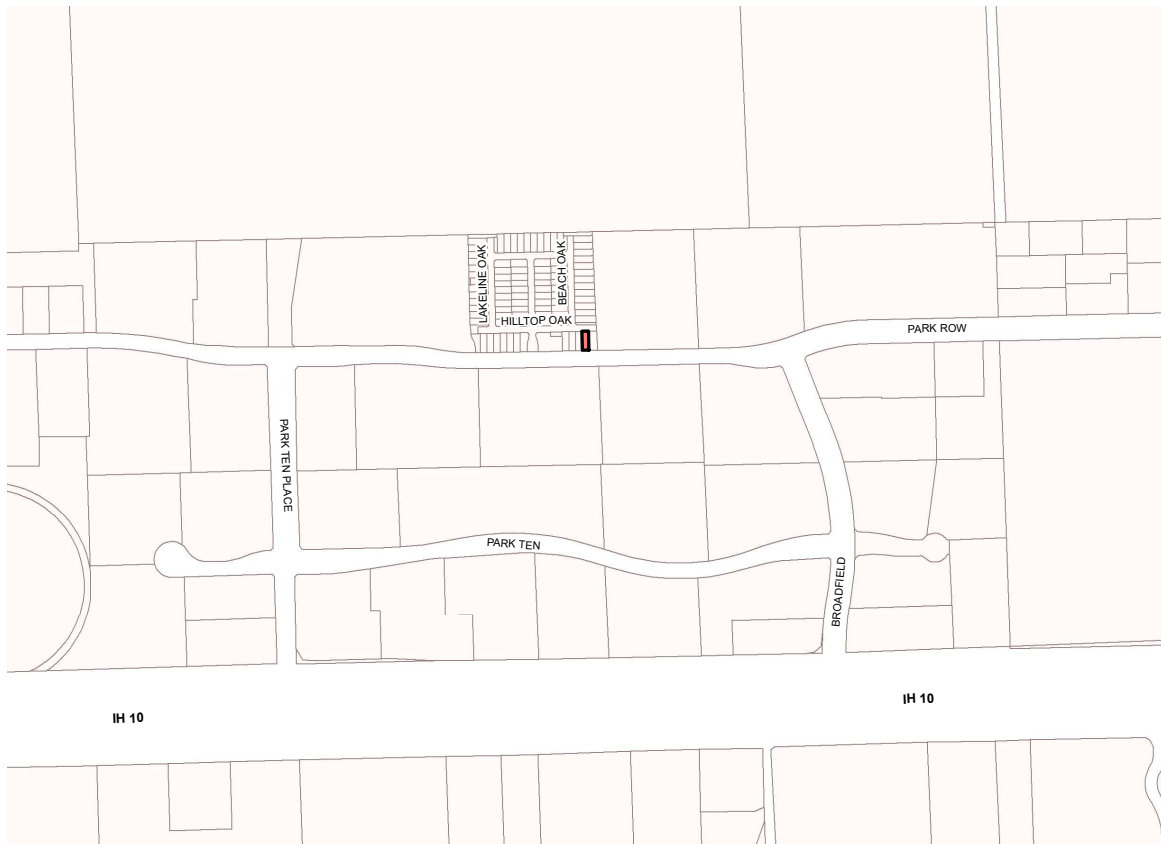 LAKELINE OAK
BEACH OAK
HILLTOP OAK
PARK ROW
PARK TEN PLACE
PARK TEN
BROADFIELD
IH 10
IH 10